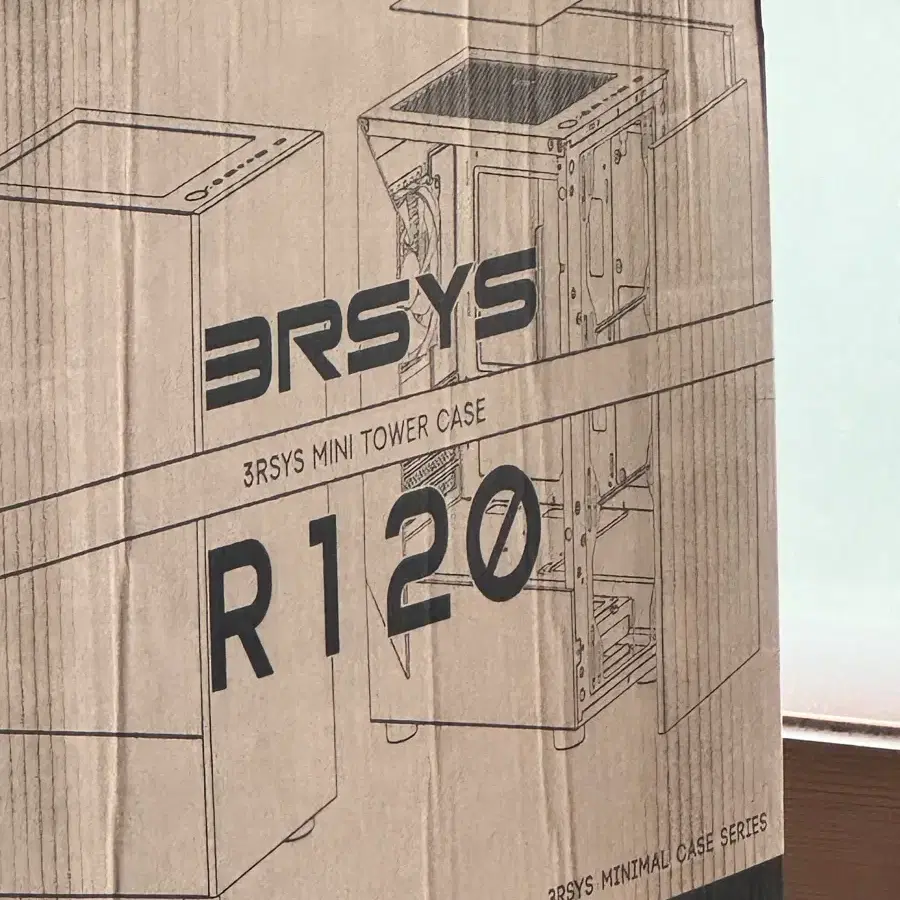 3RSYS
3RSYS MINI TOWER CASE
R120
3RSYS MINIMAL CASE SERIES